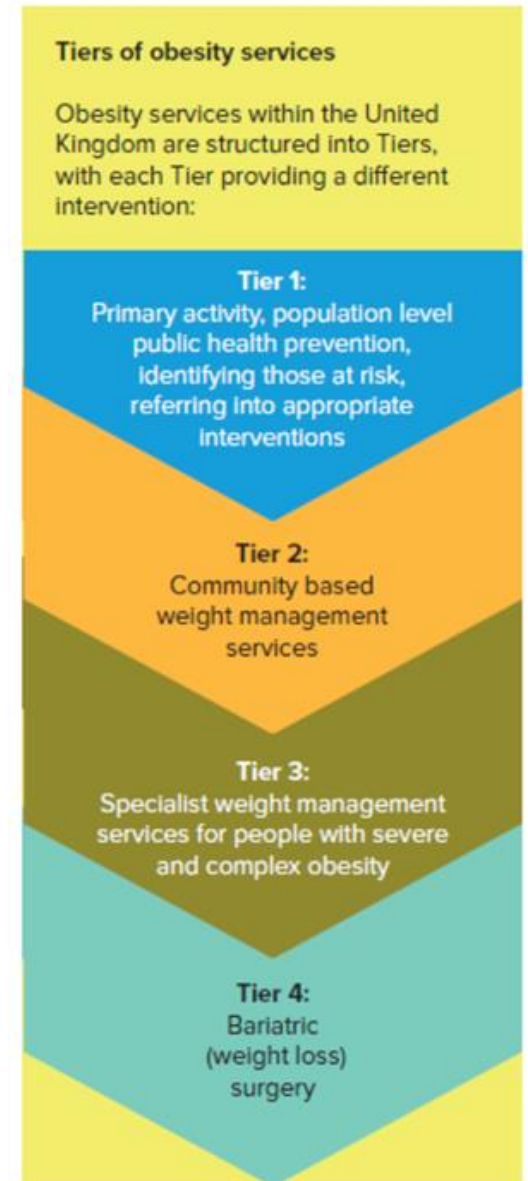 Tiers of obesity services
Obesity services within the United
Kingdom are structured into Tiers,
with each Tier providing a different
intervention:
Tier 1:
Primary activity, population level
public health prevention,
identifying those at risk,
referring into appropriate
interventions
Tier 2:
Community based
weight management
services
Tier 3:
Specialist weight management
services for people with severe
and complex obesity
Tier 4:
Bariatric
(weight loss)
surgery